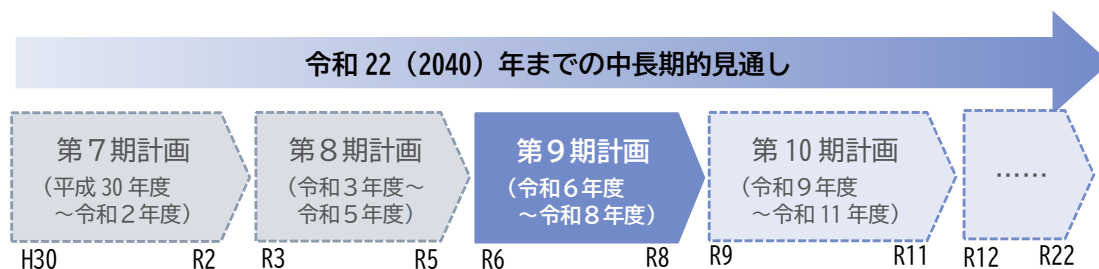 令和 22（2040）年までの中長期的見通し
第７期計画
（平成 30 年度
～令和２年度）
第８期計画
（令和３年度～
令和５年度）
第９期計画
（令和６年度
～令和８年度）
第 10 期計画
（令和９年度
～令和 11 年度）
……
H30
R2
R3
R5
R6
R8
R9
R11
R12
R22